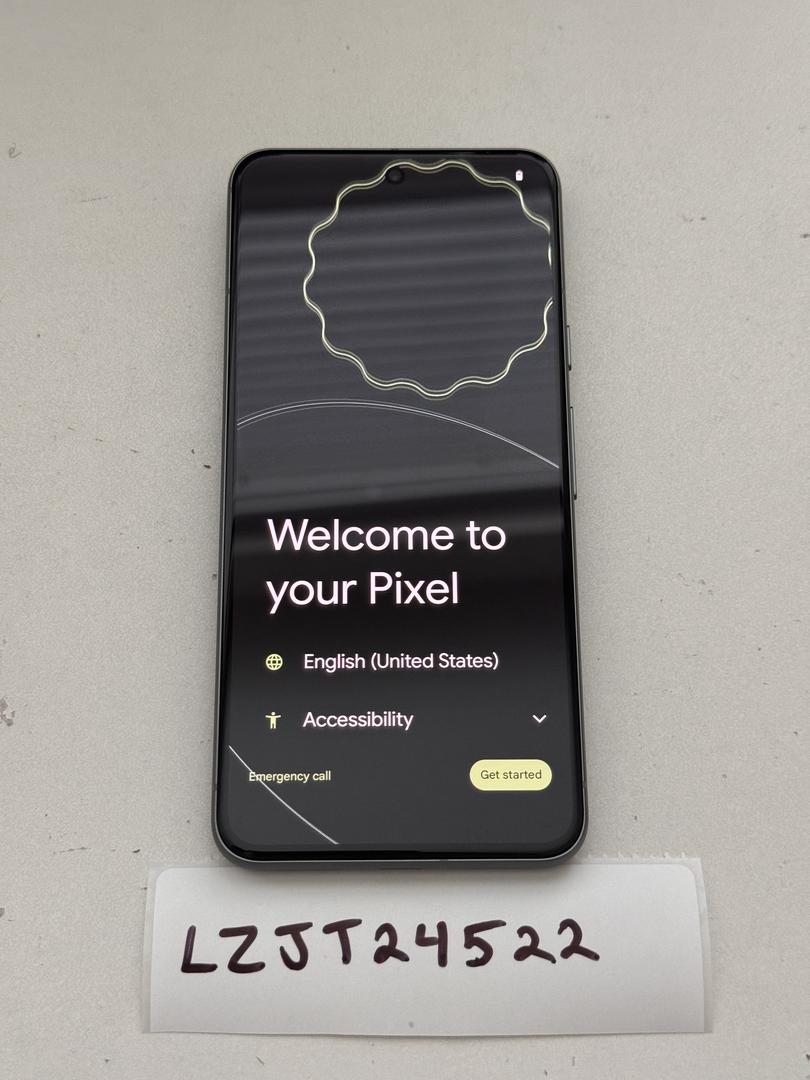 Welcome to
your Pixel
English (United States)
Accessibility
Emergency call Get started
LZJT24522